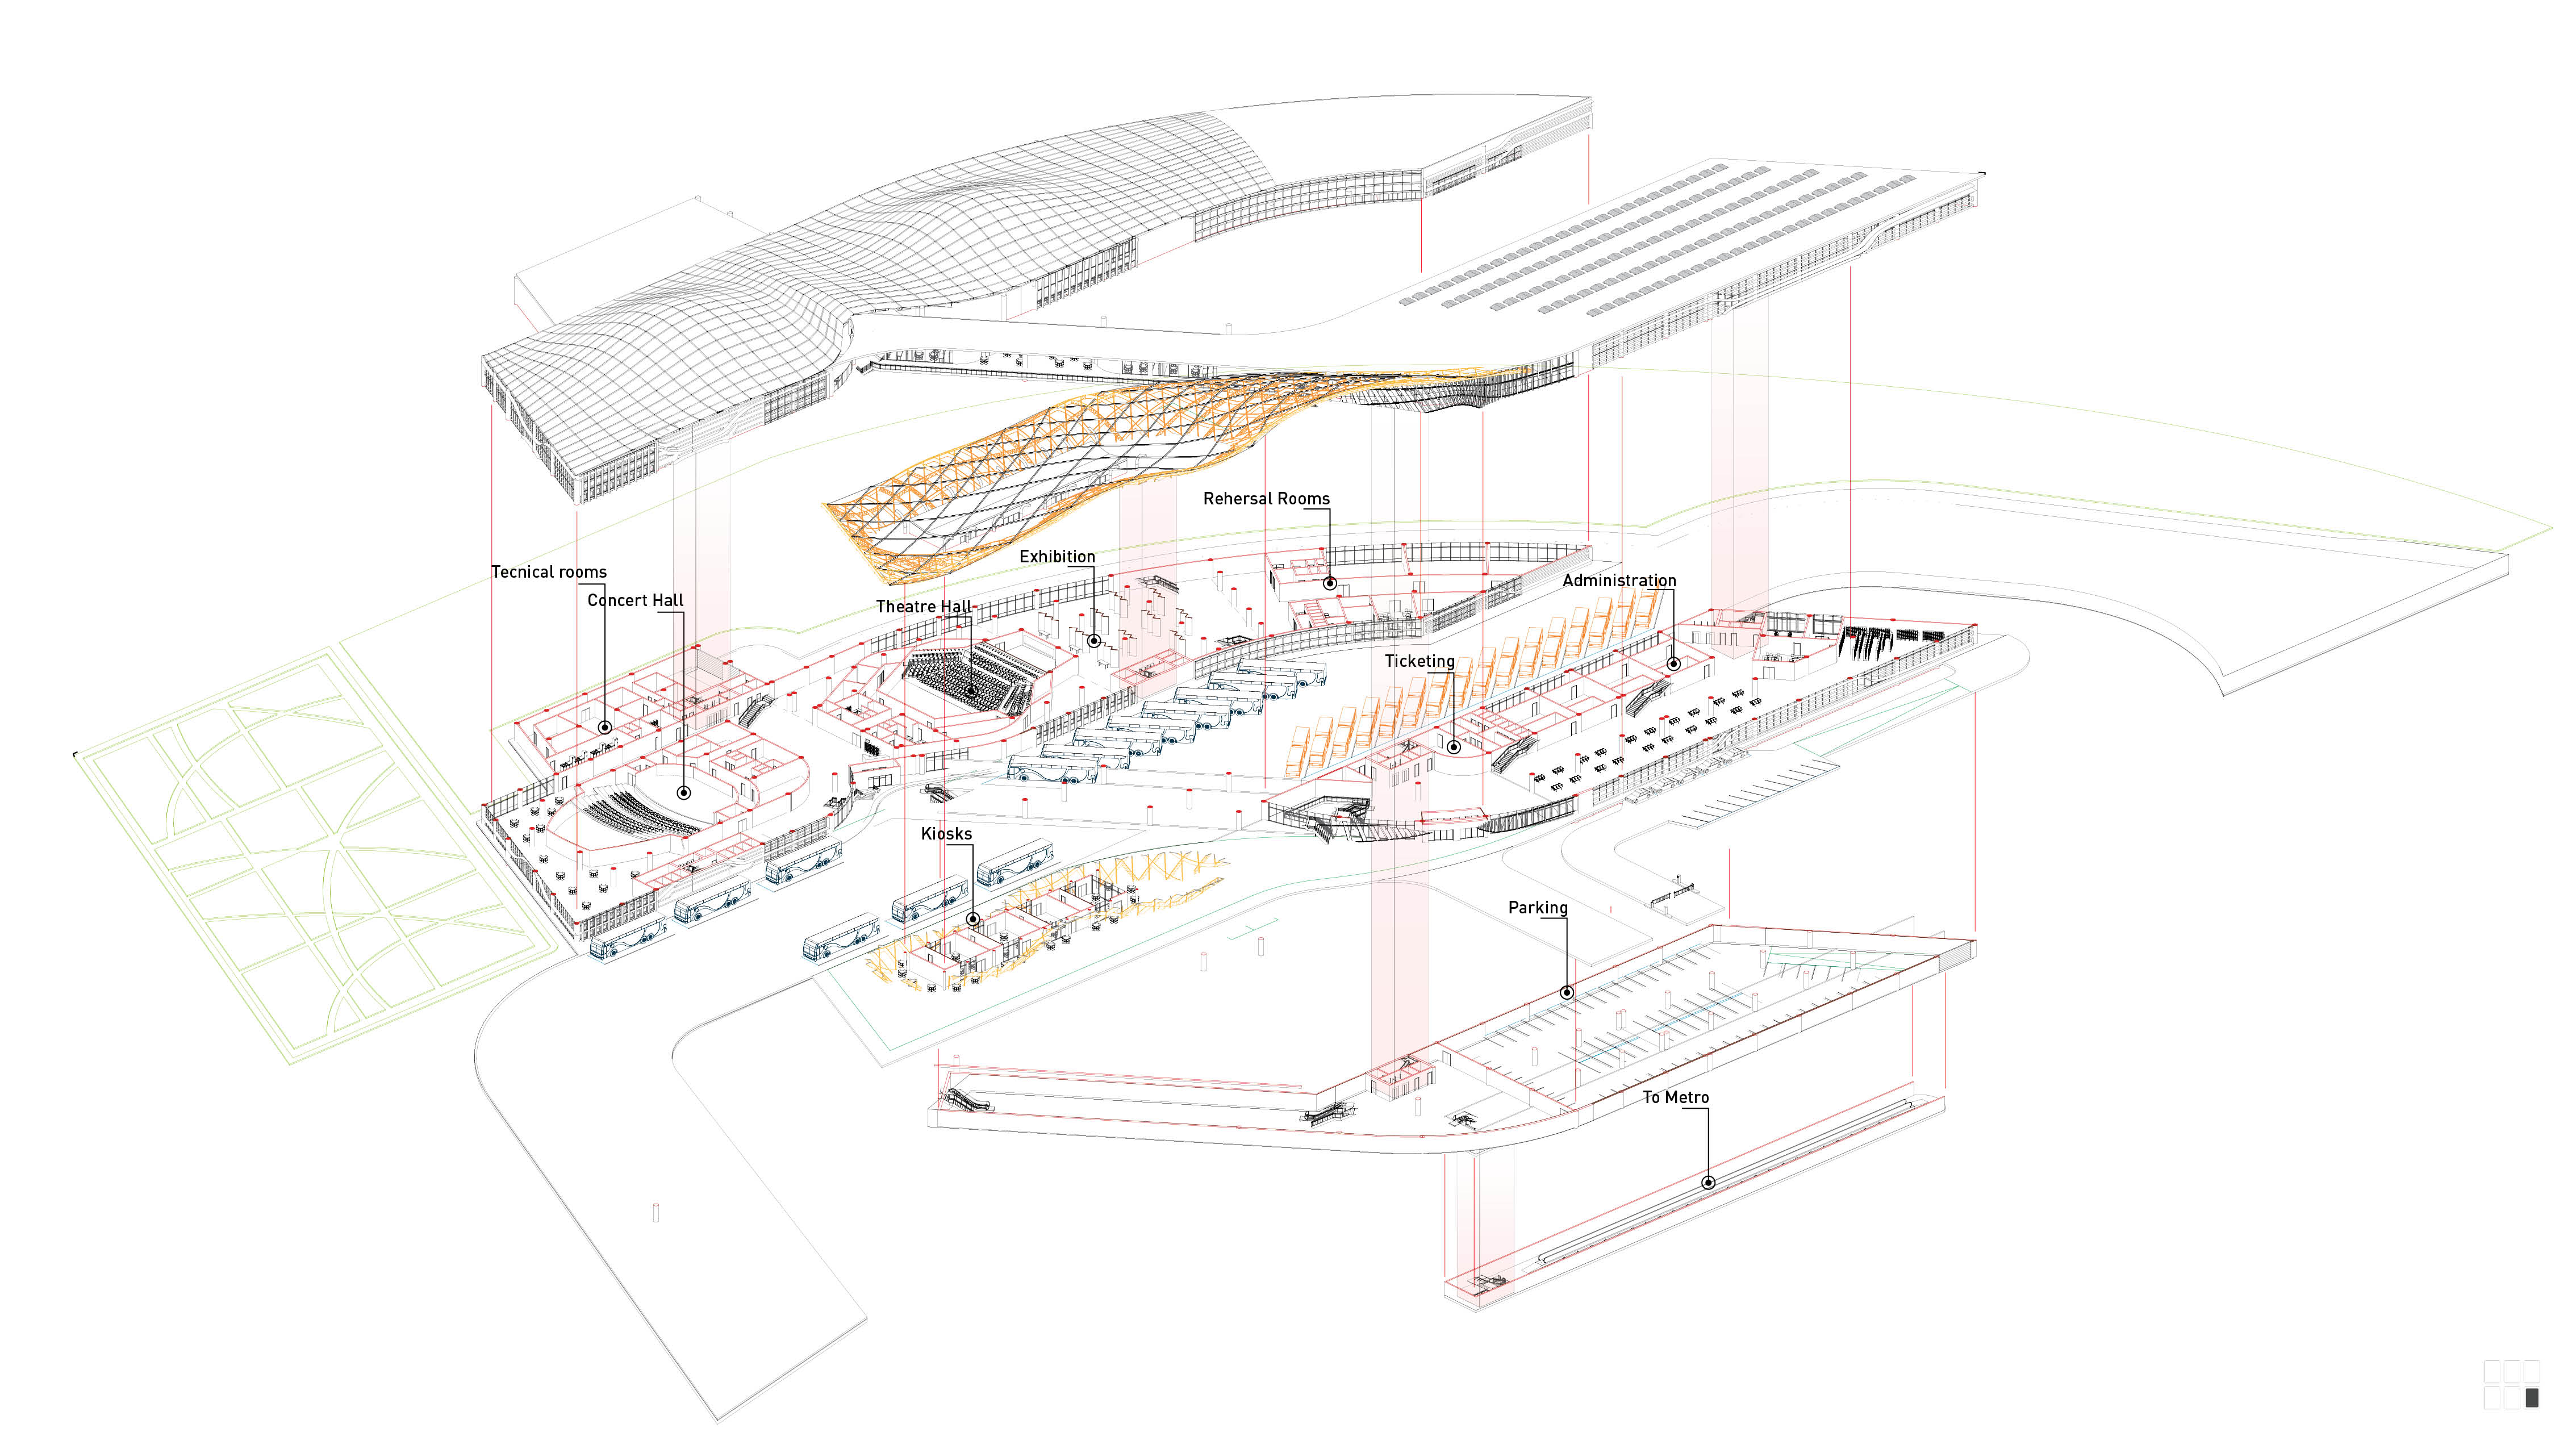 Rehersal Rooms
Exhibition
Tecnical rooms
Administration
Concert Hall
Theatre Hall
Ticketing
Kiosks
Parking
To Metro